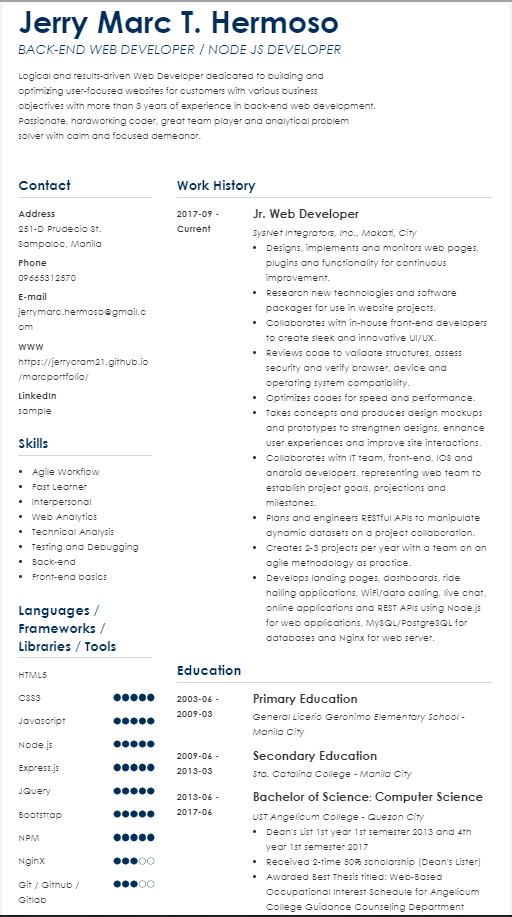 Jerry Marc T. Hermoso
BACK-END WEB DEVELOPER / NODE JS DEVELOPER
Logical and results-driven Web Developer dedicated to building and
optimizing user-focused websites for customers with various business
objectives with more than 3 years of experience in back-end web development.
Passionate, hardworking coder, great team player and analytical problem
solver with calm and focused demeanor.
Contact
Address
251-D Prudecio St.
Sampaloc, Manila
Phone
09665312570
E-mail
jerrymarc.hermoso@gmail.c
om
WWW
https://jerrycram21.github.io
/marcportfolio/
LinkedIn
sample
Skills
• Agile Workflow
• Fast Learner
• Interpersonal
• Web Analytics
• Technical Analysis
• Testing and Debugging
• Back-end
• Front-end basics
Languages /
Frameworks /
Libraries / Tools
HTML5
CSS3
Javascript
Node.js
Express.js
JQuery
Bootstrap
NPM
NginX
Git / Github /
Gitlab
Work History
2017-09 -
Current
Jr. Web Developer
SysNet Integrators, Inc., Makati, City
• Designs, implements and monitors web pages,
plugins and functionality for continuous
improvement.
• Research new technologies and software
packages for use in website projects.
• Collaborates with in-house front-end developers
to create sleek and innovative UI/UX.
• Reviews code to validate structures, assess
security and verify browser, device and
operating system compatibility.
• Optimizes codes for speed and performance.
• Takes concepts and produces design mockups
and prototypes to strengthen designs, enhance
user experiences and improve site interactions.
• Collaborates with IT team, front-end, IOS and
android developers, representing web team to
establish project goals, projections and
milestones.
• Plans and engineers RESTful APIs to manipulate
dynamic datasets on a project collaboration.
• Creates 2-3 projects per year with a team on an
agile methodology as practice.
• Develops landing pages, dashboards, ride
hailing applications, WiFi/data calling, live chat,
online applications and REST APIs using Node.js
for web applications, MySQL/PostgreSQL for
databases and Nginx for web server.
Education
2003-06 -
2009-03
Primary Education
General Licerio Geronimo Elementary School -
Manila City
2009-06 -
2013-03
Secondary Education
Sta. Catalina College - Manila City
2013-06 -
2017-06
Bachelor of Science: Computer Science
UST Angelicum College - Quezon City
• Dean's List 1st year 1st semester 2013 and 4th
year 1st semester 2017
• Received 2-time 50% scholarship (Dean's Lister)
• Awarded Best Thesis titled: Web-Based
Occupational Interest Schedule for Angelicum
College Guidance Counseling Department